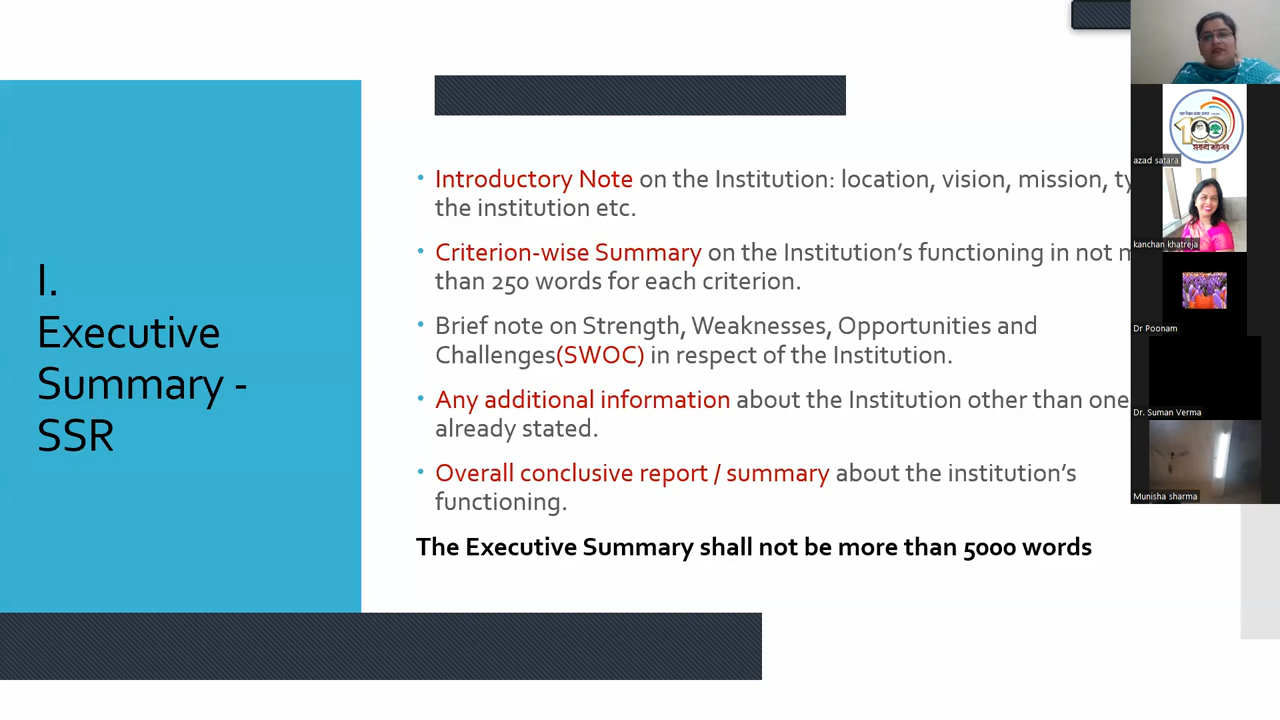 I.
Executive
Summary -
SSR
Introductory Note on the Institution: location, vision, mission,
the institution etc.
Criterion-wise Summary on the Institution's functioning in not
than 250 words for each criterion.
Brief note on Strength, Weaknesses, Opportunities and
Challenges(SWOC) in respect of the Institution.
Any additional information about the Institution other than one
already stated.
Overall conclusive report / summary about the institution's
functioning.
The Executive Summary shall not be more than 5000 words
100
azad satara
kanchan khatreja
Dr Poonam
Dr. Suman Verma
Munisha sharma